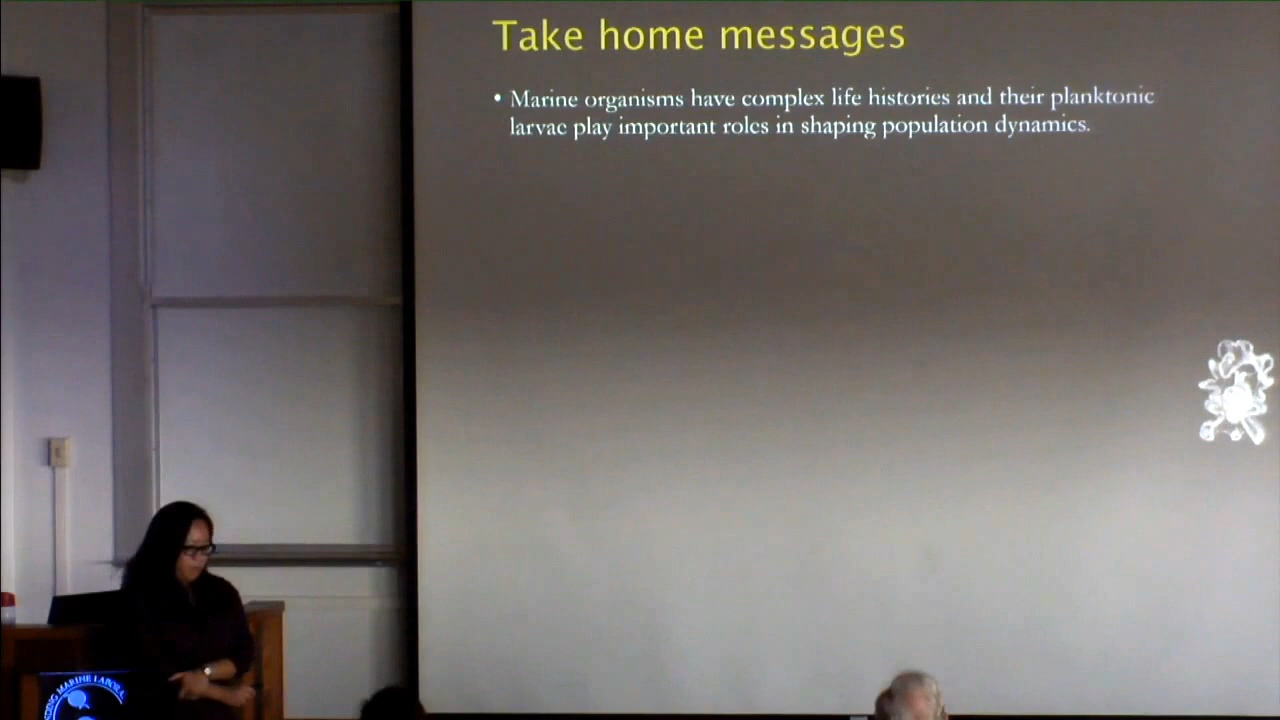 Take home messages
• Marine organisms have complex life histories and their planktonic
larvae play important roles in shaping population dynamics.
MARINE